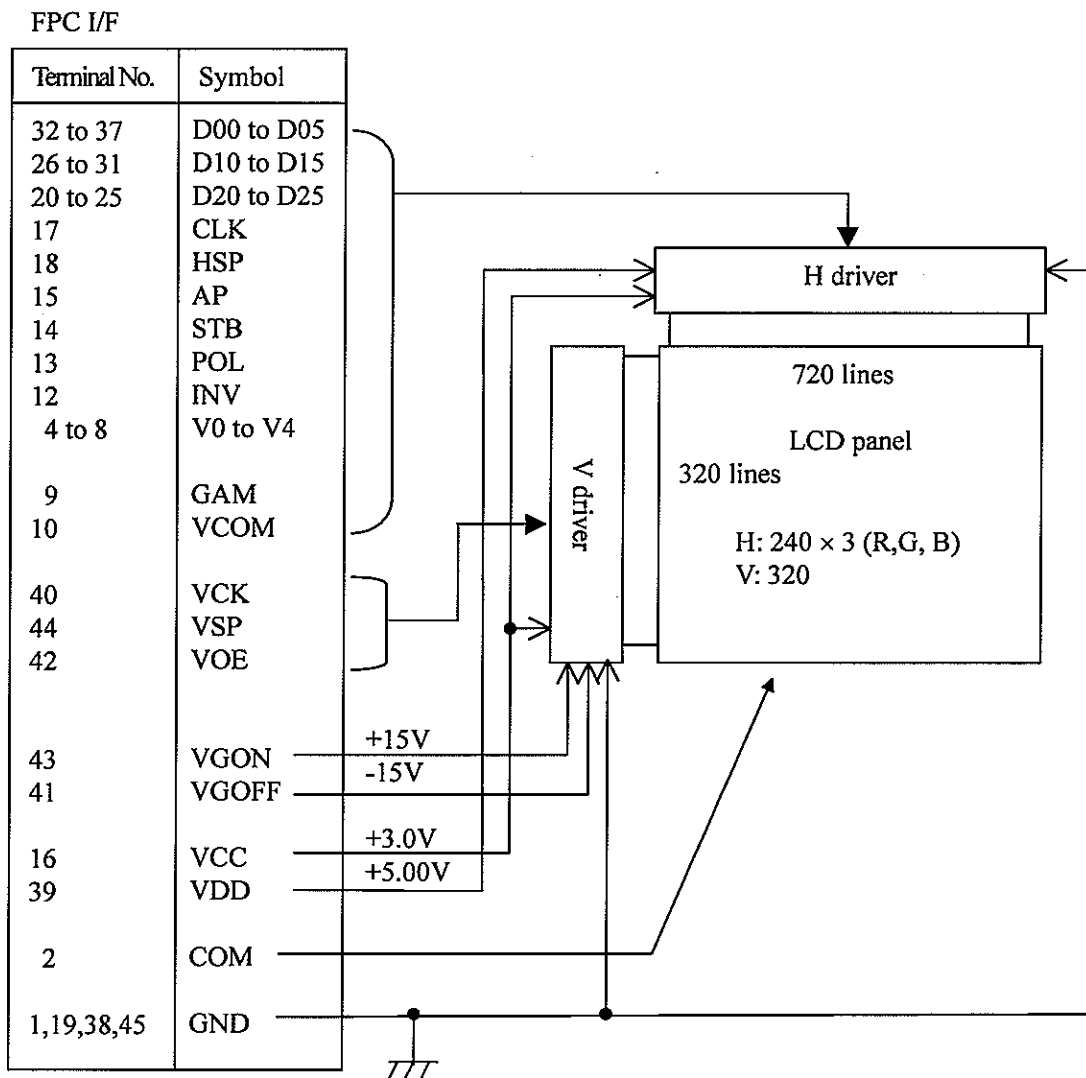 FPC I/F
Terminal No. Symbol
32 to 37 D00 to D05
26 to 31 D10 to D15
20 to 25 D20 to D25
17 CLK
18 HSP
15 AP
14 STB
13 POL
12 INV
4 to 8 V0 to V4
9 GAM
10 VCOM
40 VCK
44 VSP
42 VOE
43 VGON +15V
41 VGOFF -15V
16 VCC +3.0V
39 VDD +5.00V
2 COM
1,19,38,45 GND
H driver
V driver
720 lines
LCD panel
320 lines
H: 240 × 3 (R,G, B)
V: 320